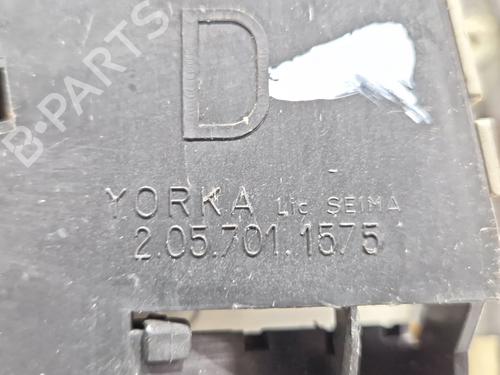 D
YORKA Lic SEIMA
2.05.701.1575
B-PARTS